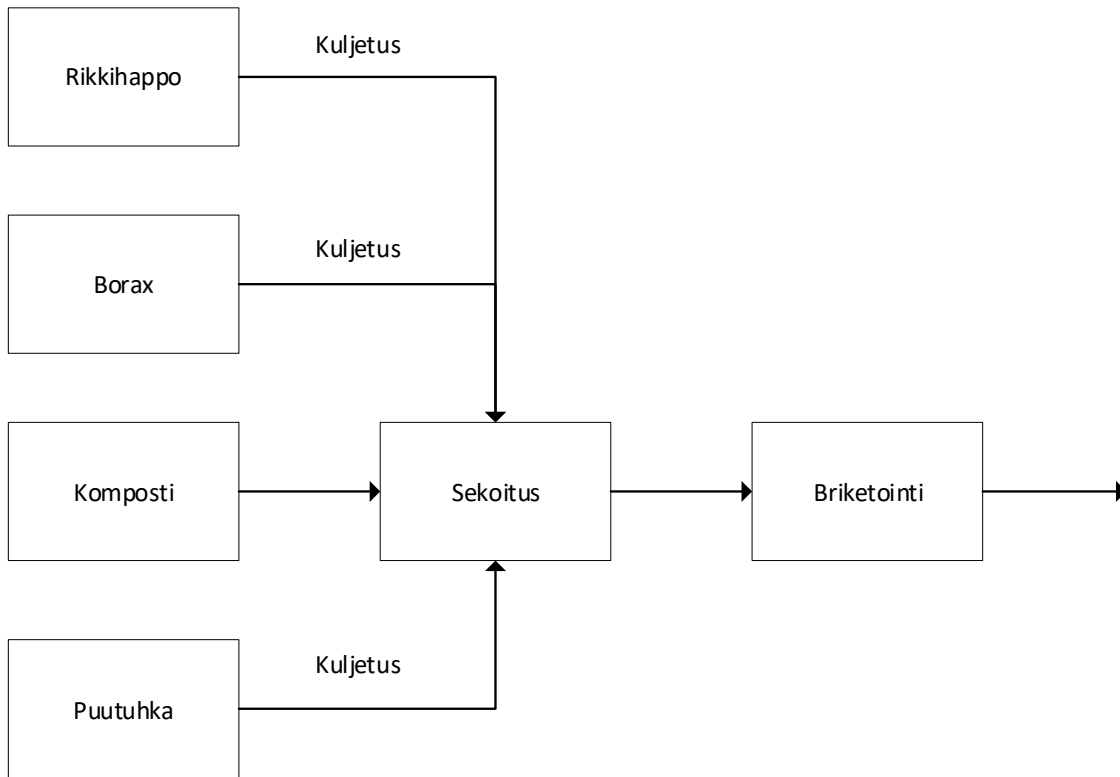 Kuljetus
Rikkihappo
Kuljetus
Borax
Komposti
Sekoitus
Briketointi
Kuljetus
Puutuhka